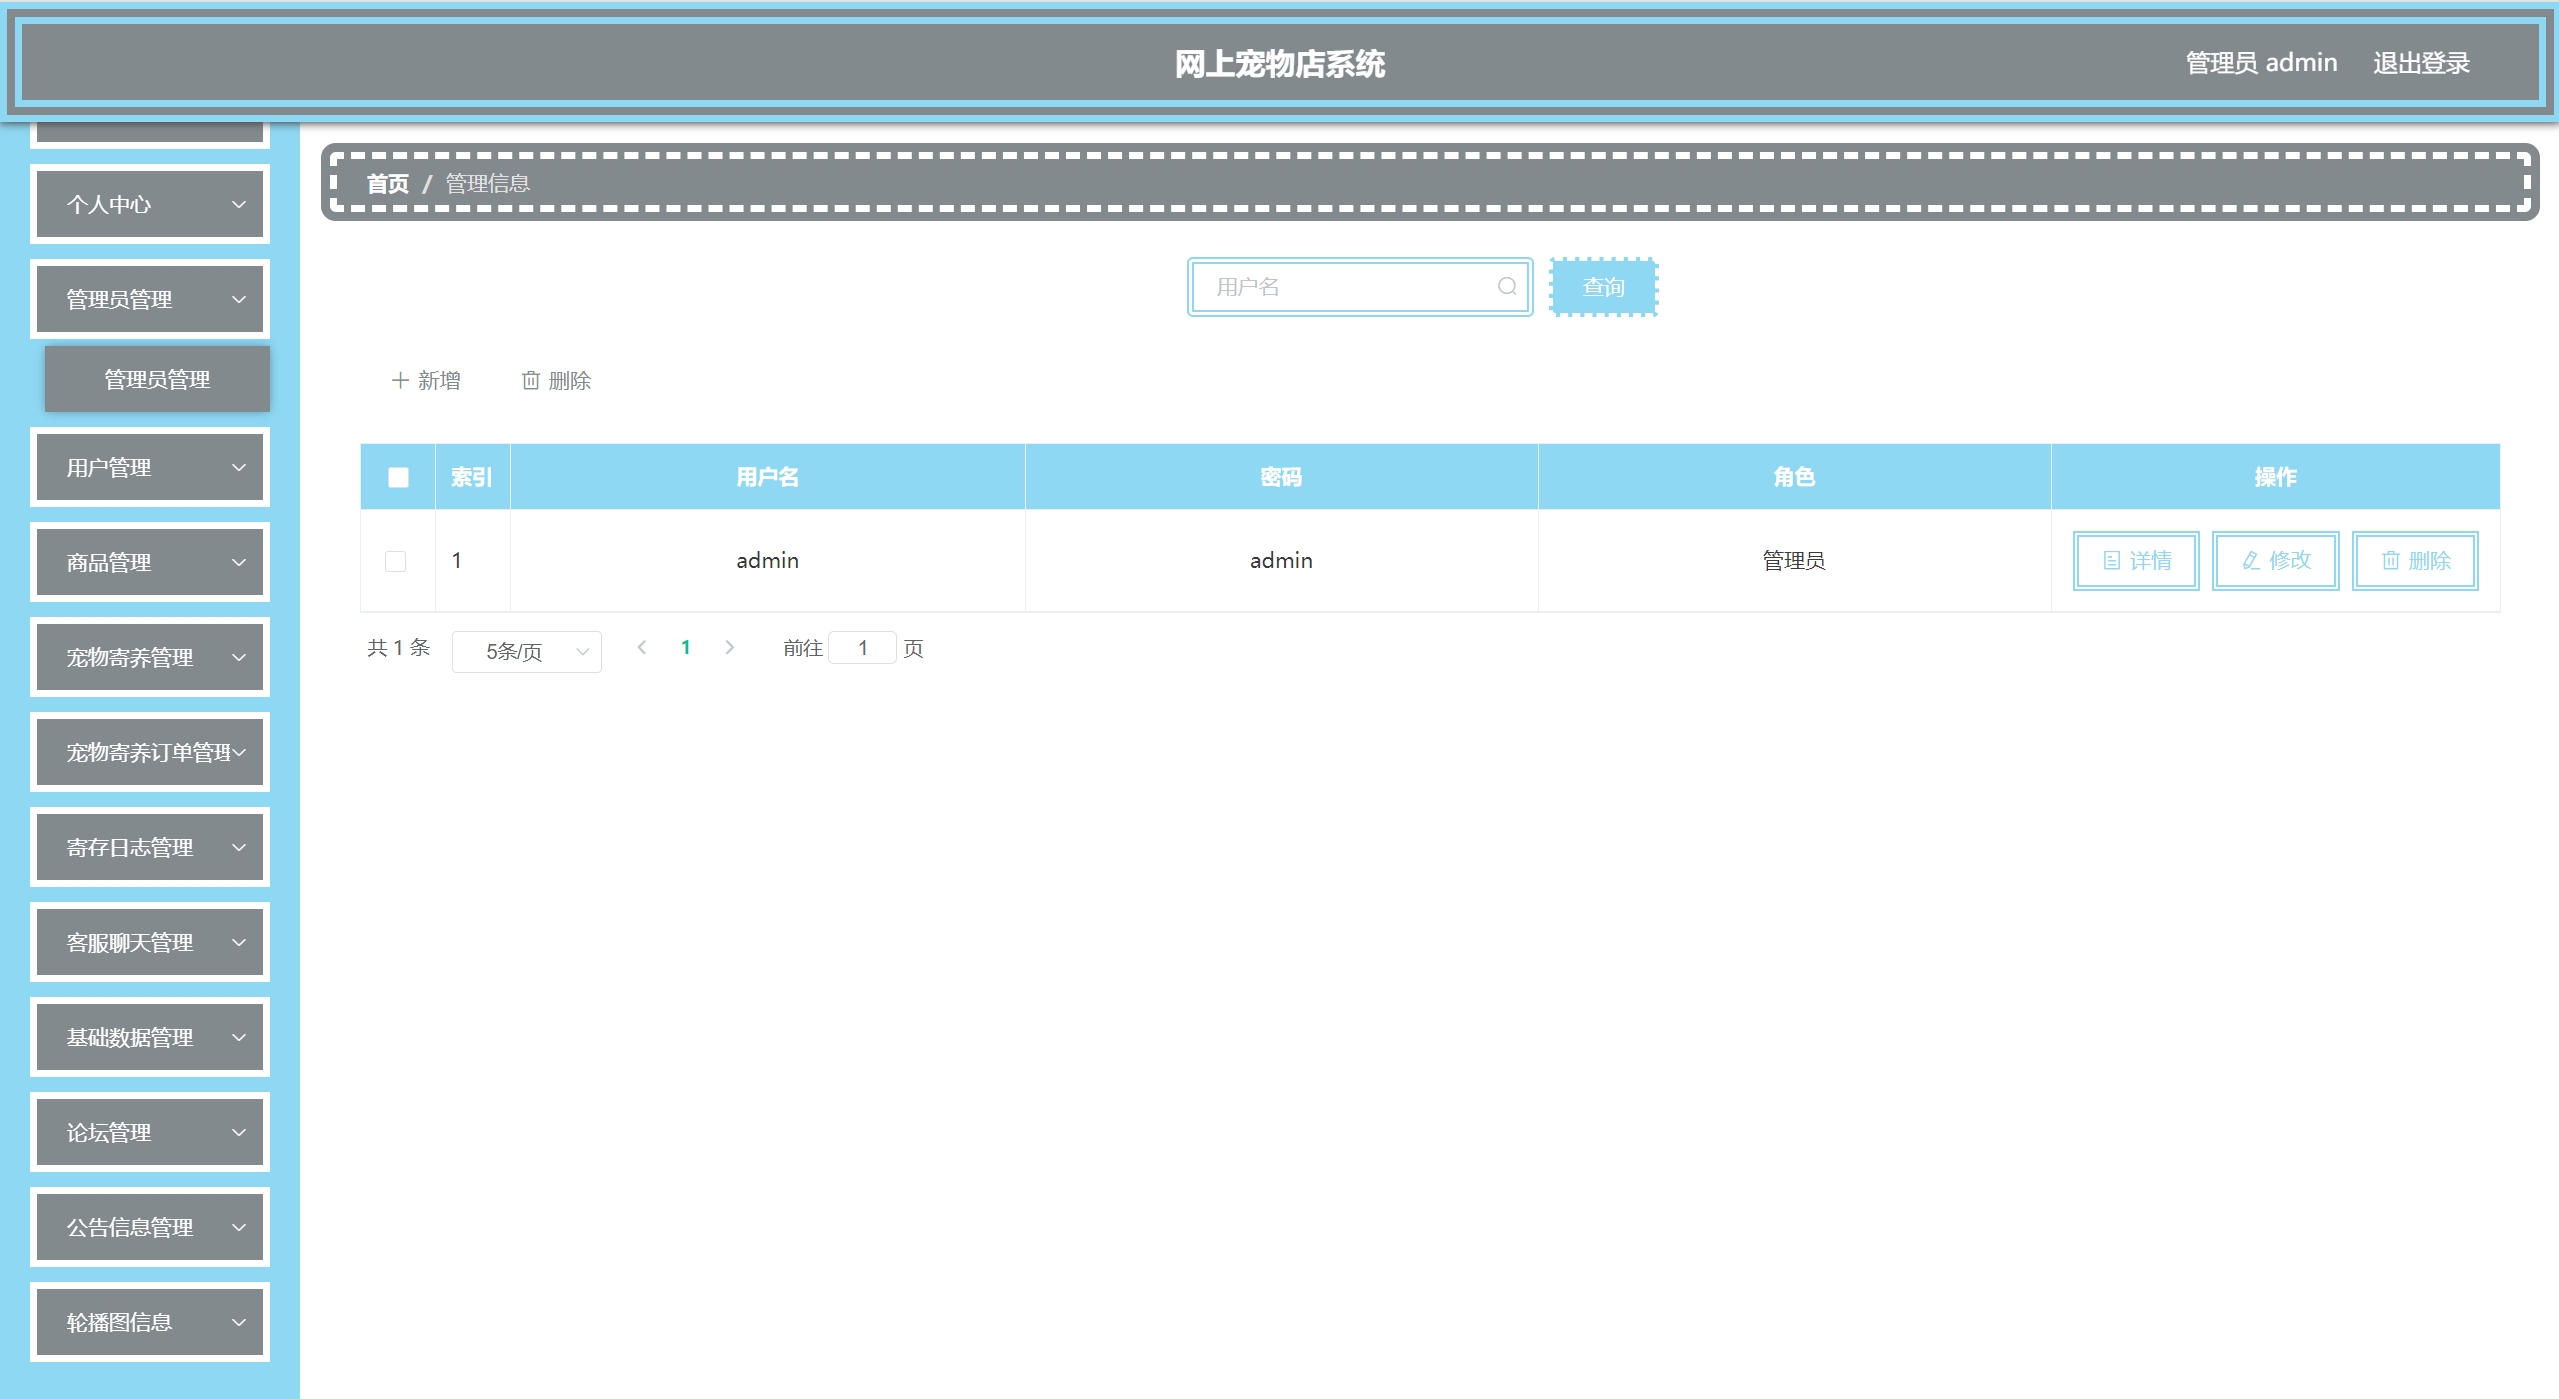 网上宠物店系统
管理员 admin 退出登录
首页 / 管理信息
个人中心
管理员管理
管理员管理
用户管理
商品管理
宠物寄养管理
宠物寄养订单管理
寄存日志管理
客服聊天管理
基础数据管理
论坛管理
公告信息管理
轮播图信息
用户名 查询
新增 删除
索引 用户名 密码 角色 操作
1 admin admin 管理员 详情 修改 删除
共 1 条 5条/页 1 前往 1 页